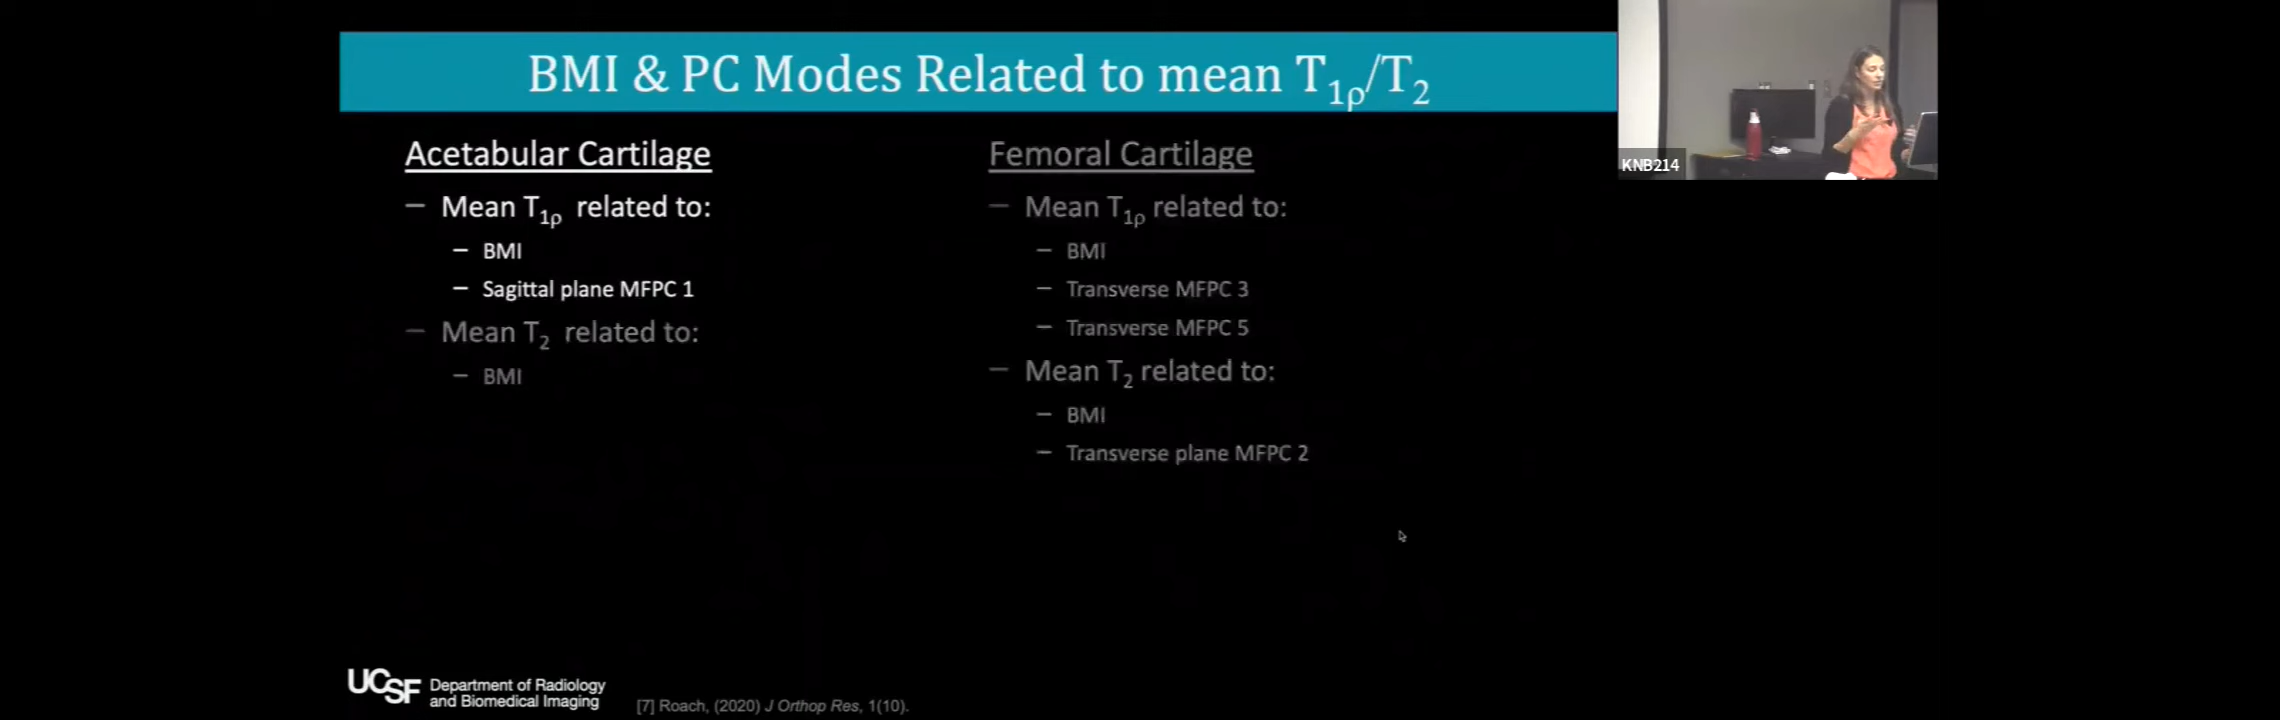 BMI & PC Modes Related to mean T1ρ/T2
KNB214
Acetabular Cartilage
– Mean T1ρ related to:
– BMI
– Sagittal plane MFPC 1
– Mean T2 related to:
– BMI
Femoral Cartilage
– Mean T1ρ related to:
– BMI
– Transverse MFPC 3
– Transverse MFPC 5
– Mean T2 related to:
– BMI
– Transverse plane MFPC 2
UCSF Department of Radiology
and Biomedical Imaging
[7] Roach, (2020) J Orthop Res, 1(10).